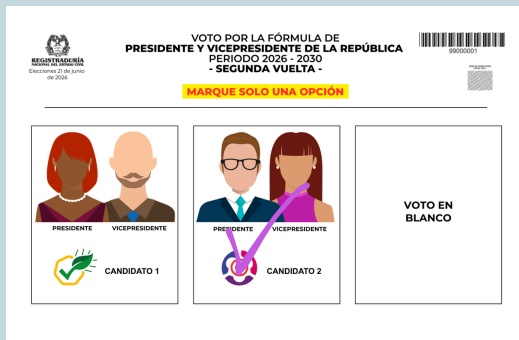 REGISTRADURÍA
NACIONAL DEL ESTADO CIVIL
Elecciones 21 de junio
de 2026
VOTO POR LA FÓRMULA DE
PRESIDENTE Y VICEPRESIDENTE DE LA REPÚBLICA
PERIODO 2026 - 2030
- SEGUNDA VUELTA -
99000001
MARQUE SOLO UNA OPCIÓN
PRESIDENTE VICEPRESIDENTE
CANDIDATO 1
PRESIDENTE VICEPRESIDENTE
CANDIDATO 2
VOTO EN
BLANCO